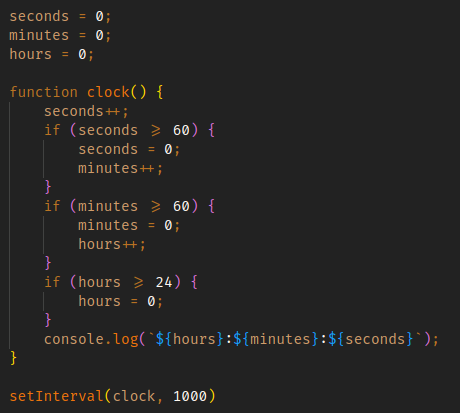 seconds = 0;
minutes = 0;
hours = 0;

function clock() {
    seconds++;
    if (seconds >= 60) {
        seconds = 0;
        minutes++;
    }
    if (minutes >= 60) {
        minutes = 0;
        hours++;
    }
    if (hours >= 24) {
        hours = 0;
    }
    console.log(`${hours}:${minutes}:${seconds}`);
}

setInterval(clock, 1000)